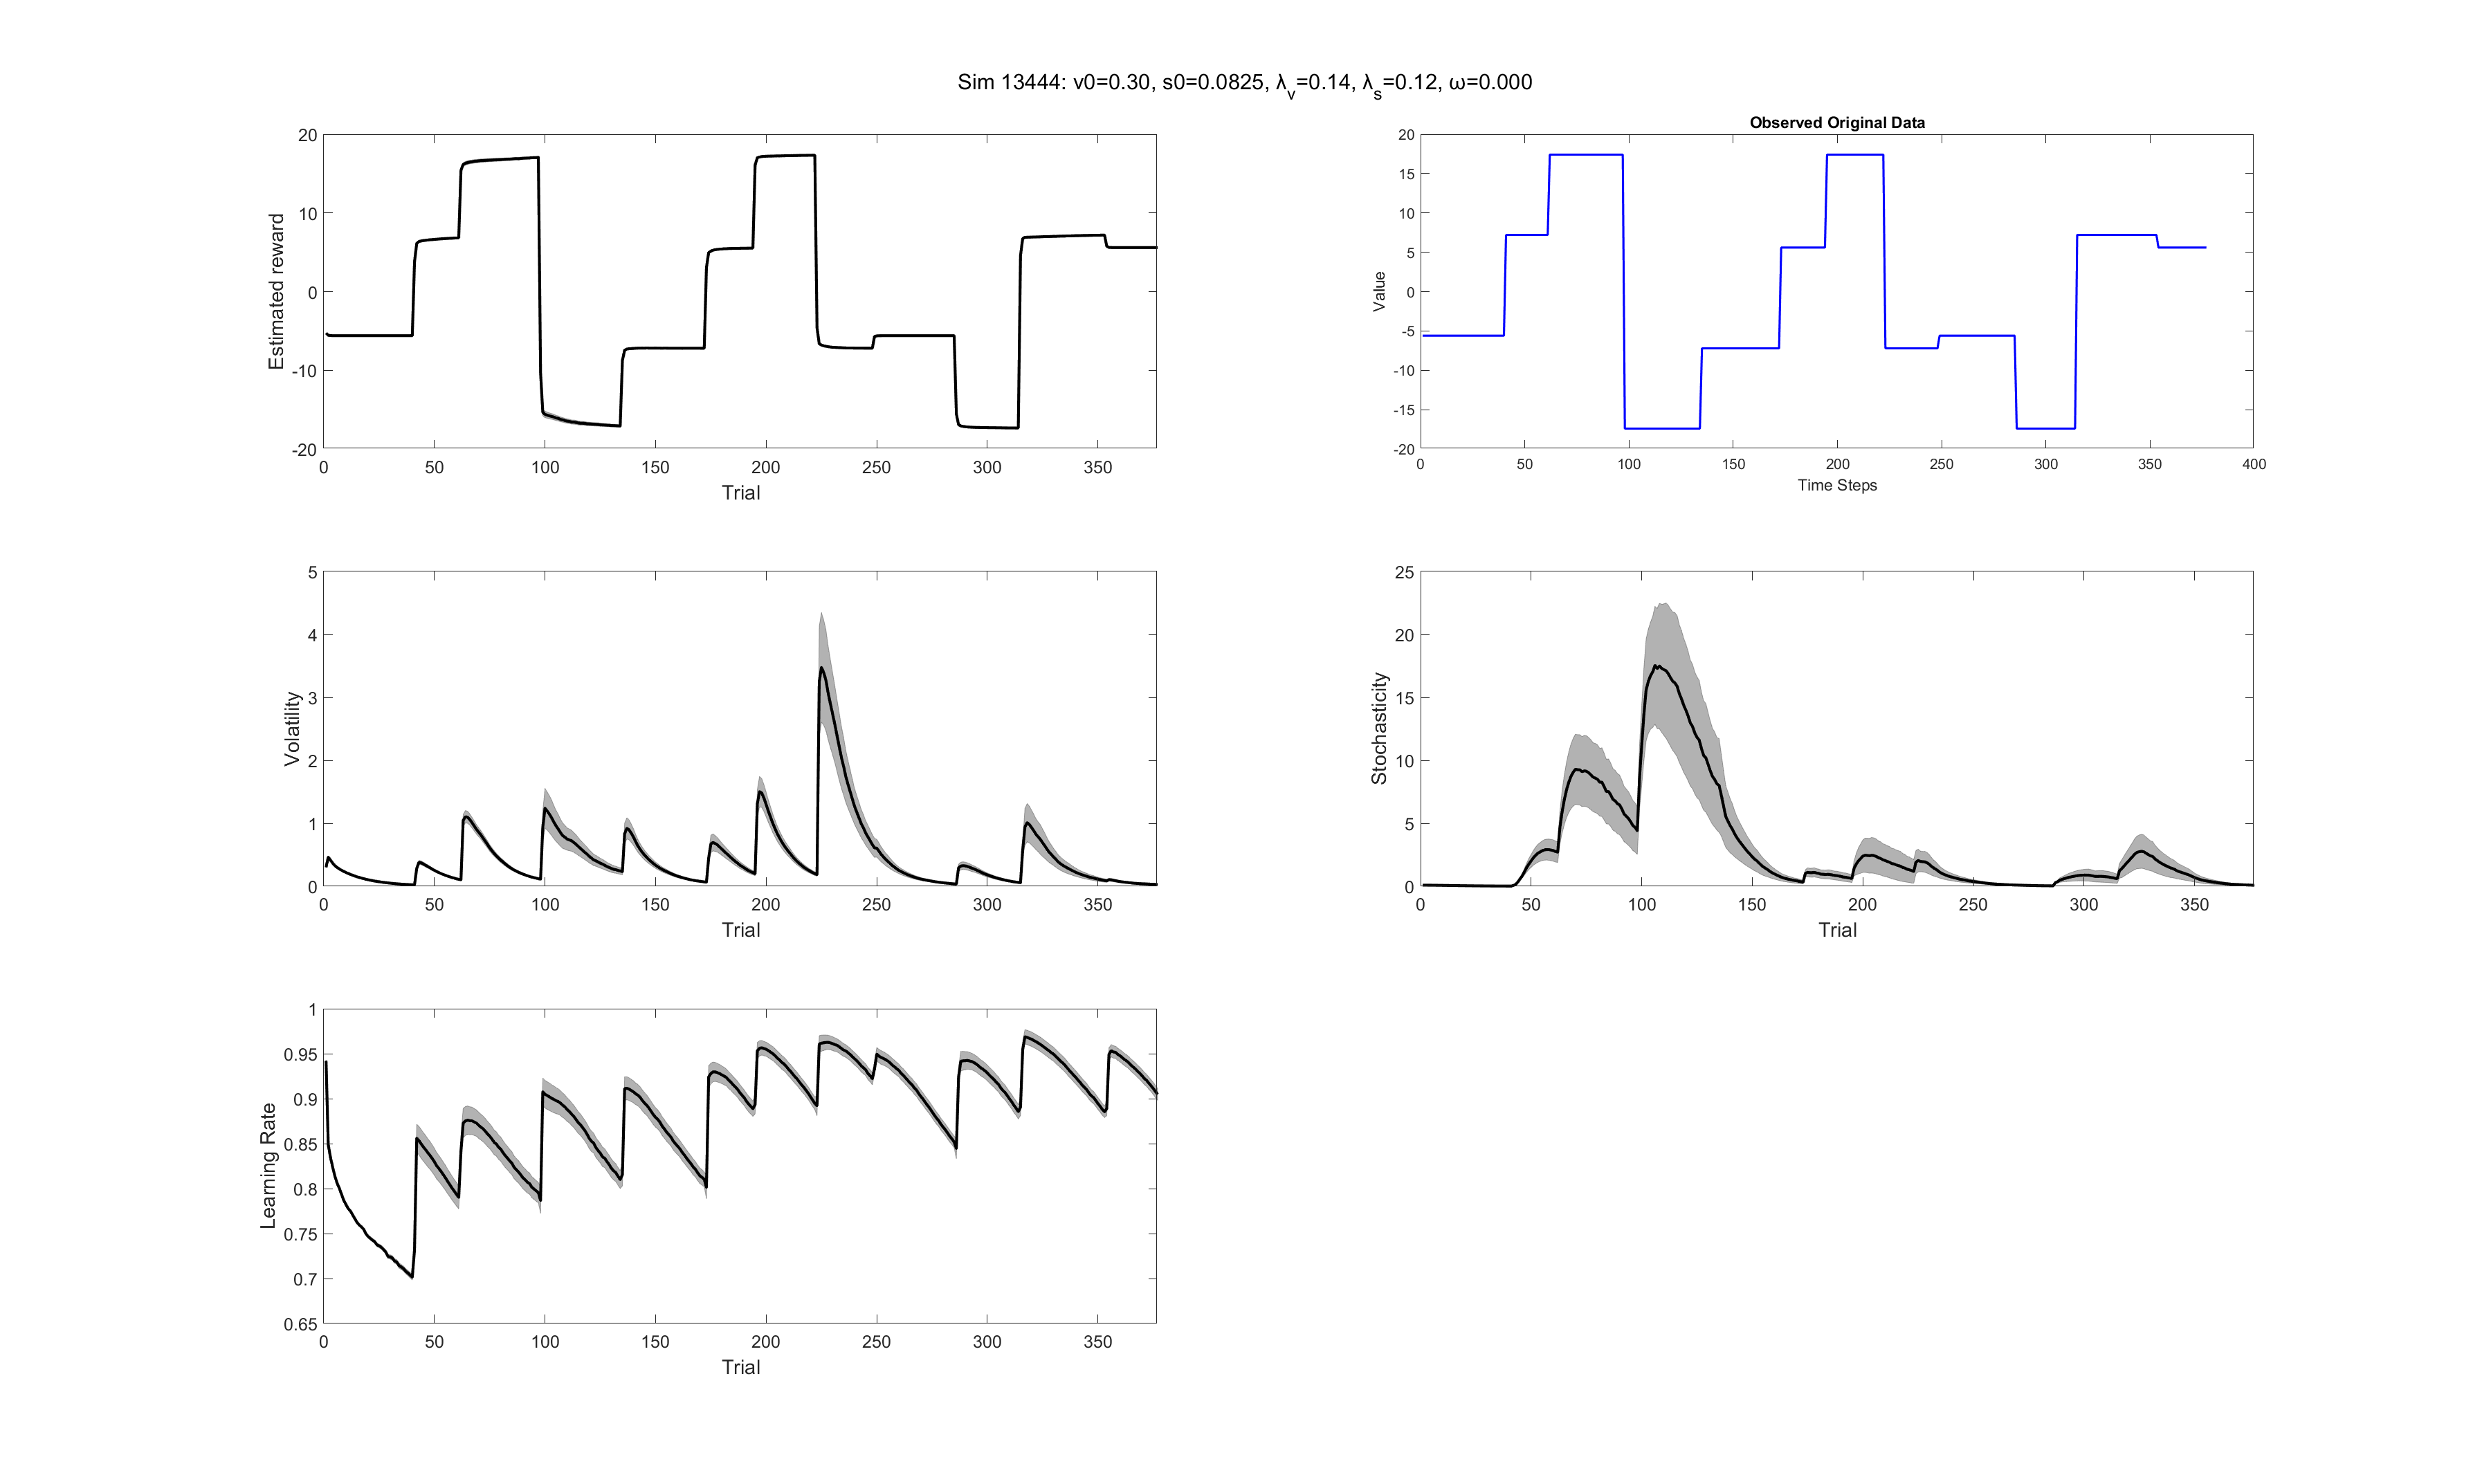 Sim 13444: v0=0.30, s0=0.0825, λv=0.14, λs=0.12, ω=0.000
20
10
0
-10
-20
Estimated reward
0 50 100 150 200 250 300 350
Trial
Observed Original Data
20
15
10
5
0
-5
-10
-15
-20
Value
0 50 100 150 200 250 300 350 400
Time Steps
5
4
3
2
1
0
Volatility
0 50 100 150 200 250 300 350
Trial
25
20
15
10
5
0
Stochasticity
0 50 100 150 200 250 300 350
Trial
1
0.95
0.9
0.85
0.8
0.75
0.7
0.65
Learning Rate
0 50 100 150 200 250 300 350
Trial